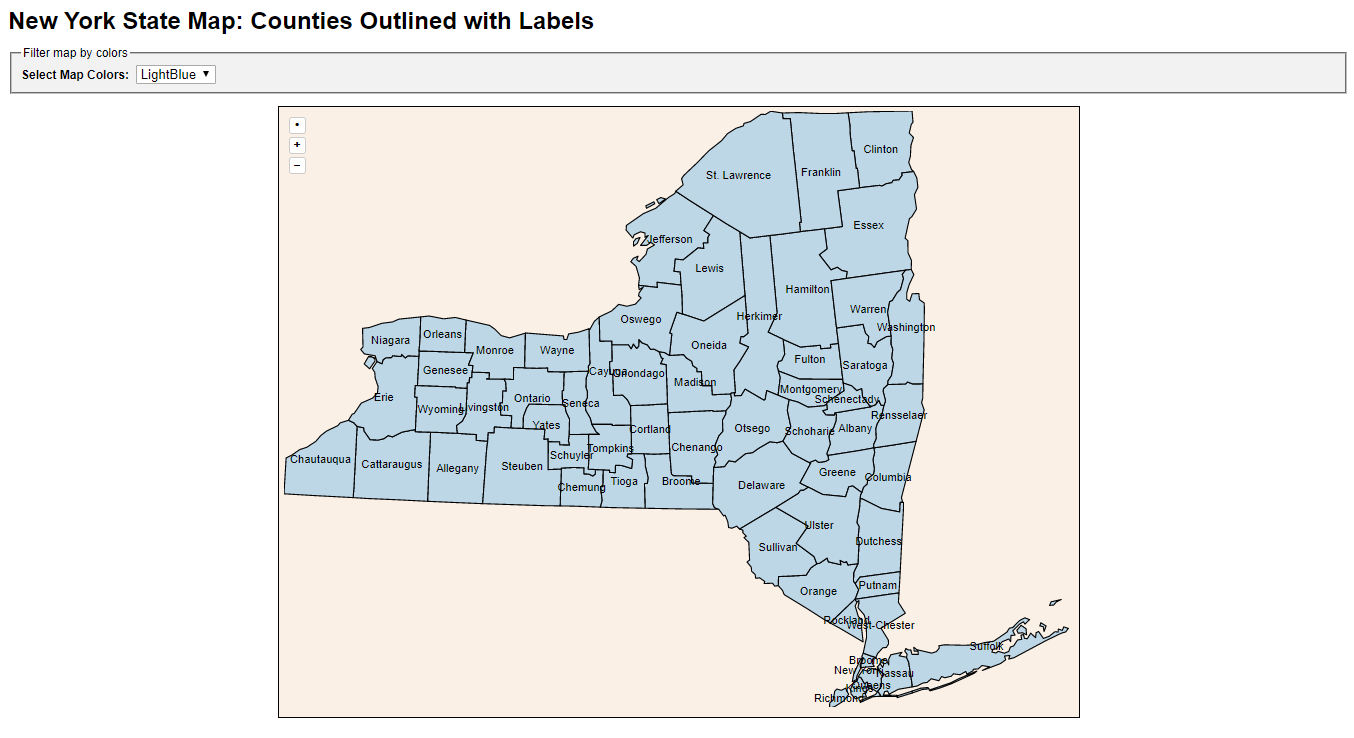 New York State Map: Counties Outlined with Labels
Filter map by colors
Select Map Colors: LightBlue ▼
•
+
−
Clinton
Franklin
St. Lawrence
Essex
Jefferson
Lewis
Hamilton
Warren
Herkimer
Oswego
Washington
Orleans
Niagara
Oneida
Monroe
Wayne
Fulton
Saratoga
Genesee
Cayuga
Onondago
Madison
Montgomery
Erie
Ontario
Schenectady
Seneca
Wyoming
Livingston
Rensselaer
Yates
Otsego
Albany
Cortland
Schoharie
Tompkins
Chenango
Schuyler
Chautauqua
Cattaraugus
Steuben
Allegany
Greene
Columbia
Tioga
Broome
Delaware
Chemung
Ulster
Dutchess
Sullivan
Putnam
Orange
Rockland
West-Chester
Suffolk
Broome
New York
Nassau
Queens
Kings
Richmond